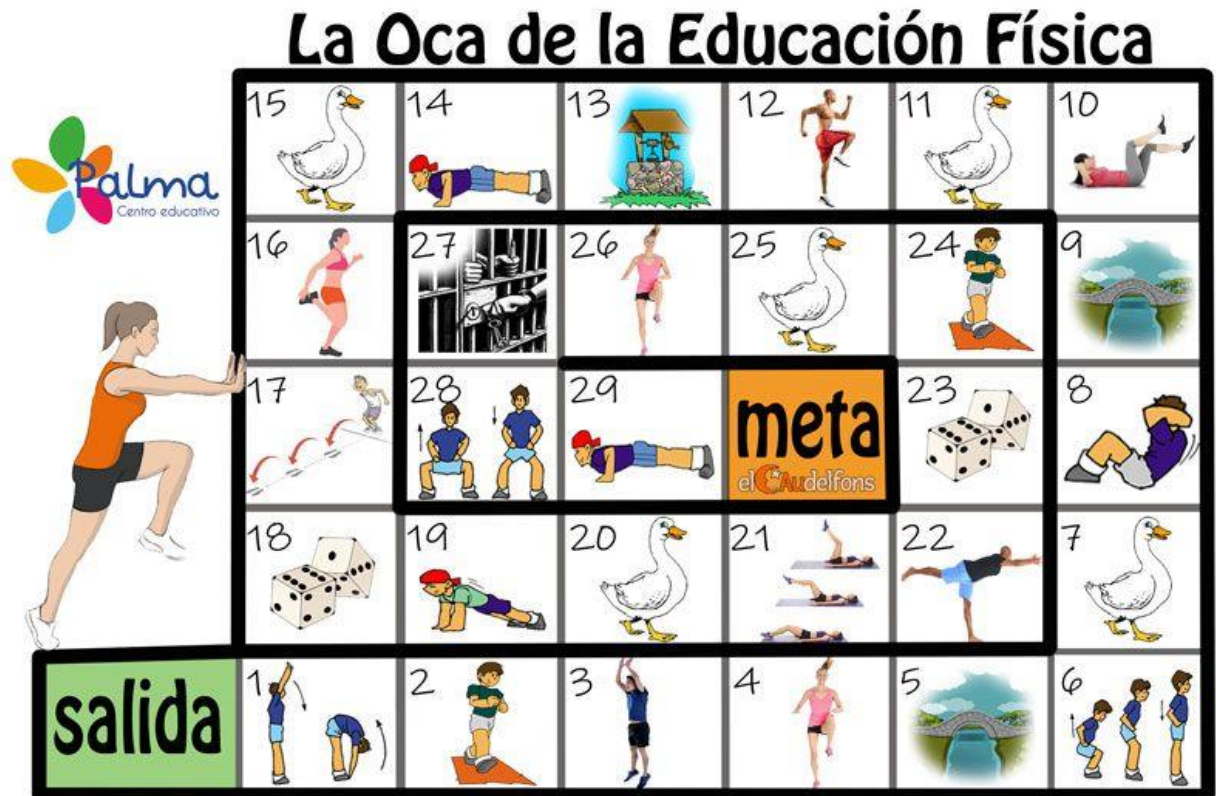 La Oca de la Educación Física
Palma
Centro educativo
15 14 13 12 11 10
16 27 26 25 24 9
17 28 29 meta 23 8
el CAudelfons
18 19 20 21 22 7
salida 1 2 3 4 5 6